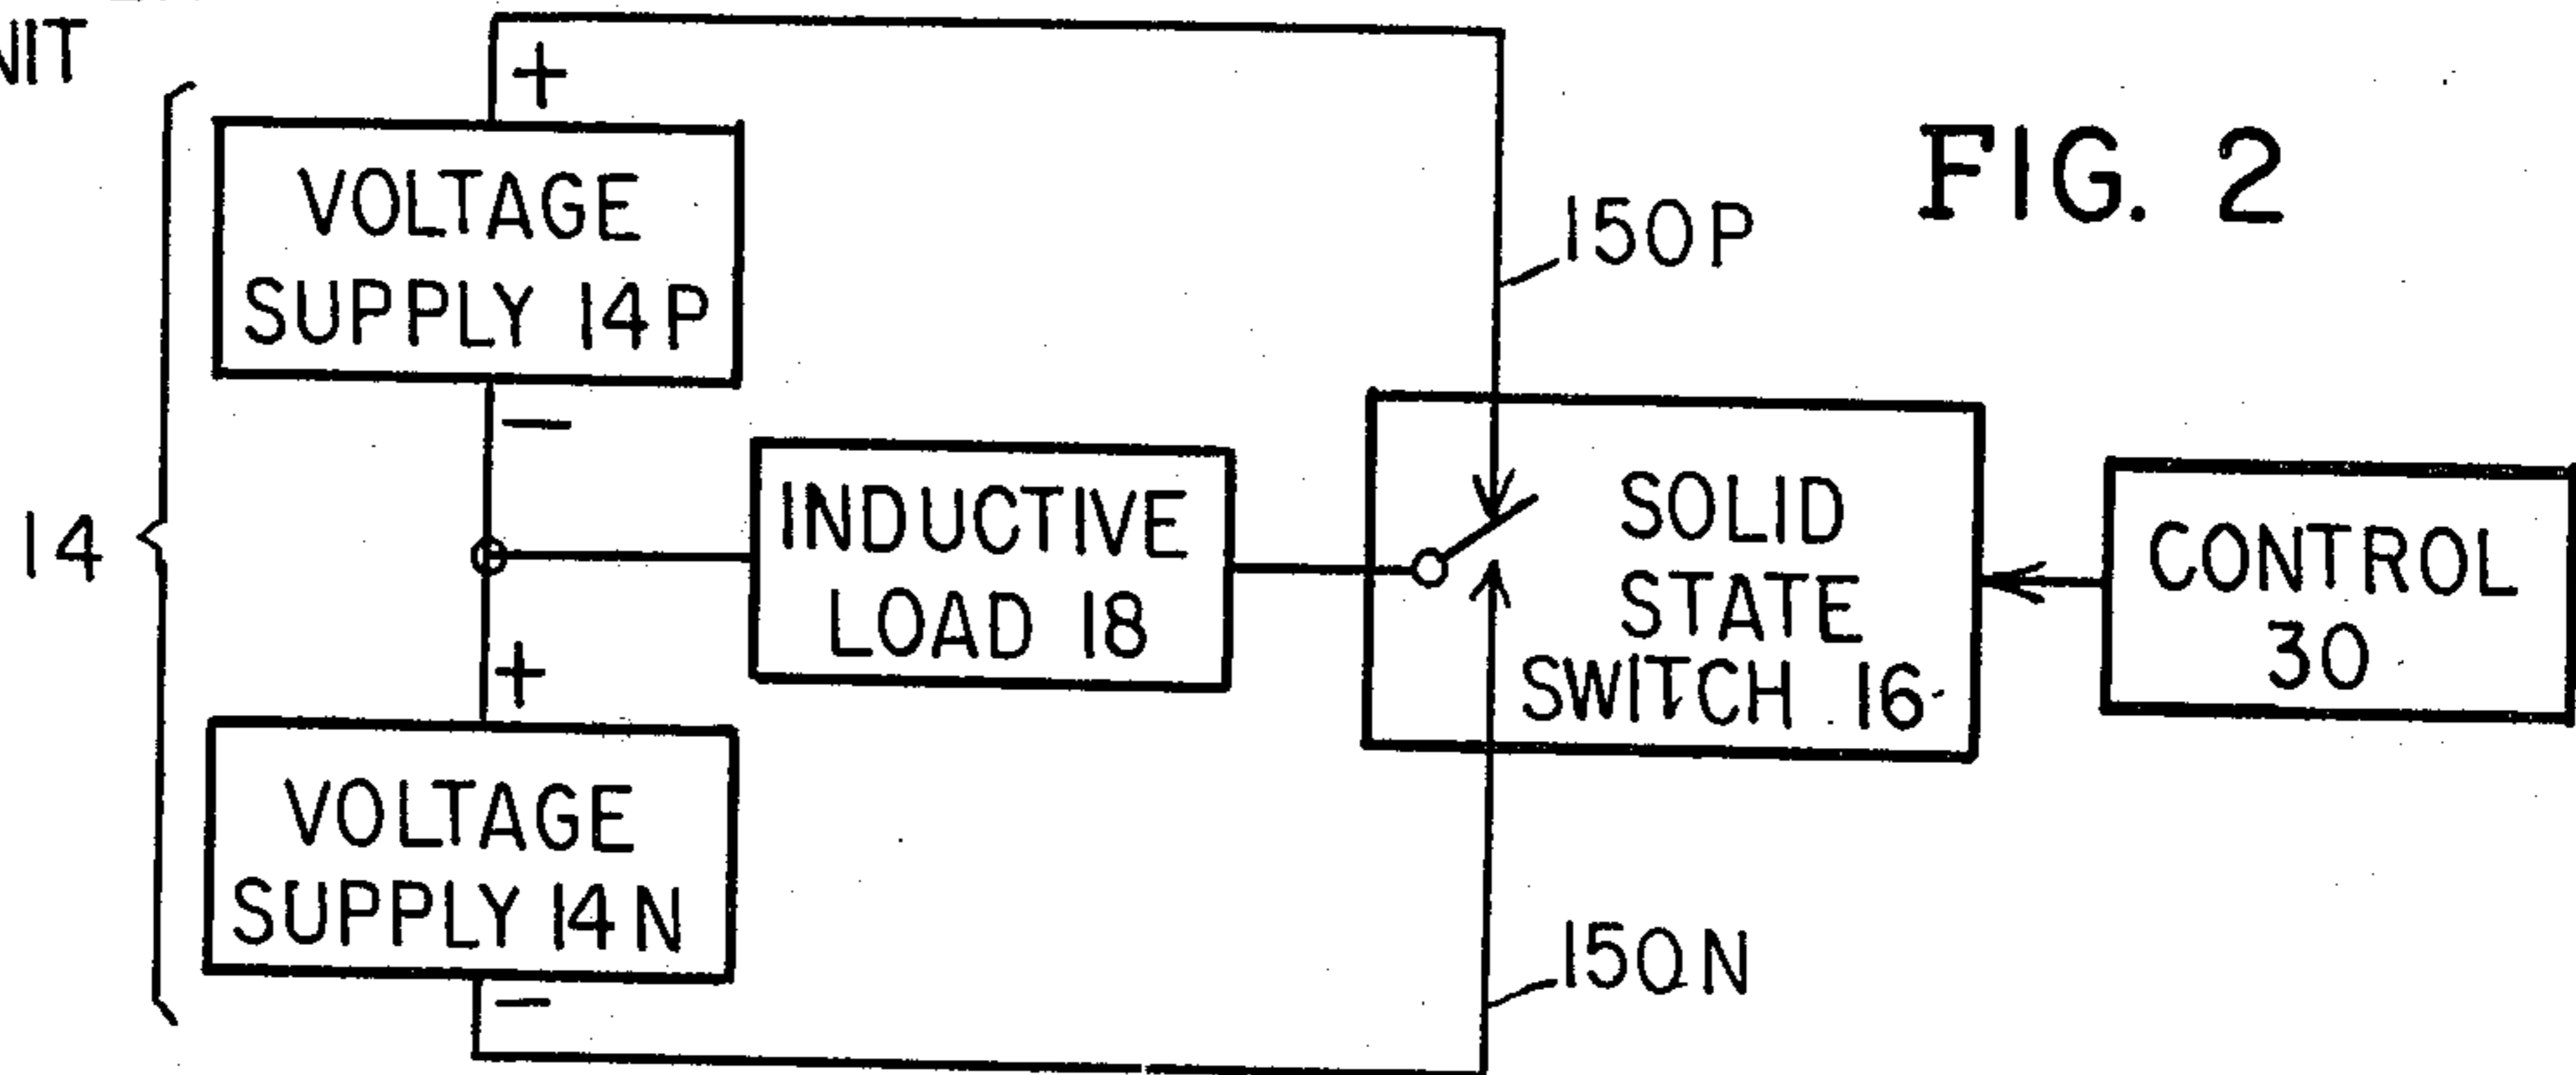 NIT
+
VOLTAGE
SUPPLY 14P
−
14
+
VOLTAGE
SUPPLY 14N
−
INDUCTIVE
LOAD 18
150P
SOLID
STATE
SWITCH 16
150N
CONTROL
30
FIG. 2